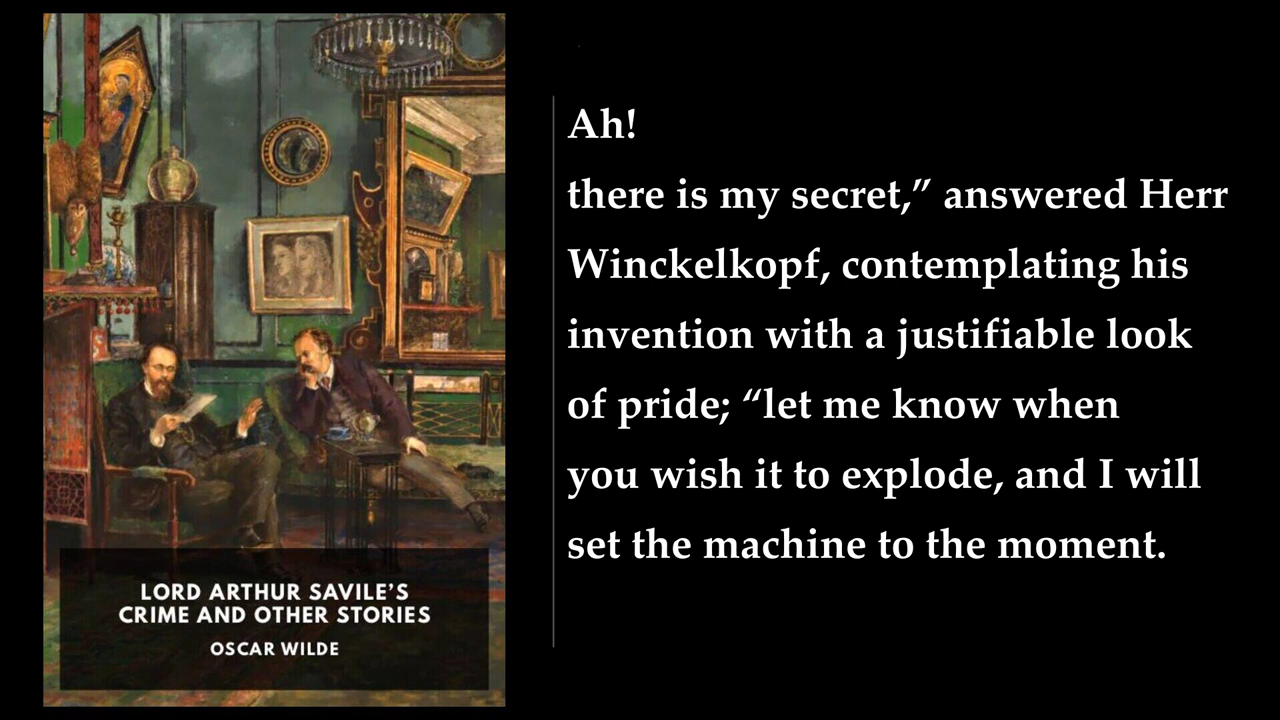 LORD ARTHUR SAVILE’S
CRIME AND OTHER STORIES
OSCAR WILDE
Ah!
there is my secret,” answered Herr
Winckelkopf, contemplating his
invention with a justifiable look
of pride; “let me know when
you wish it to explode, and I will
set the machine to the moment.